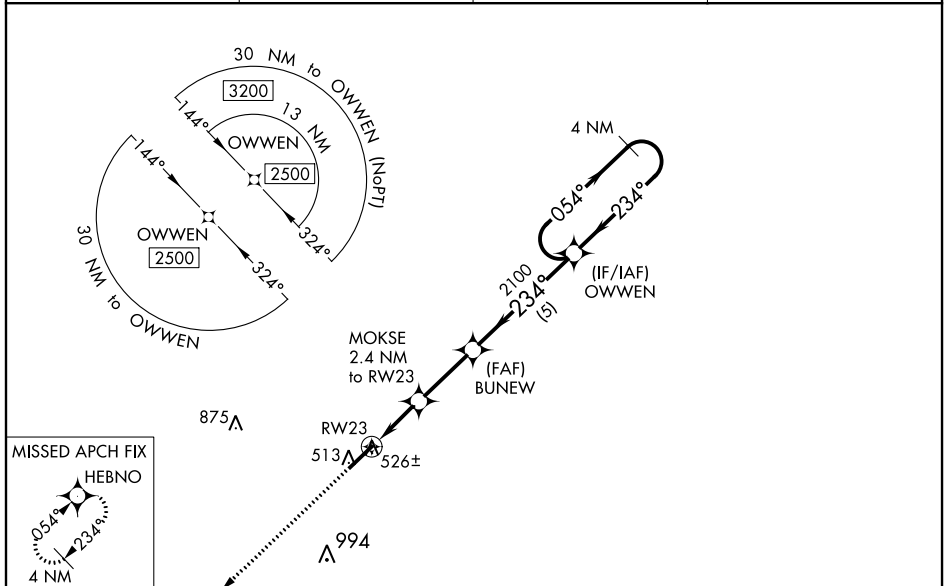 30 NM to OWWEN (NoPT)
3200
13 NM
144°
OWWEN
2500
324°
144°
OWWEN
2500
324°
30 NM to OWWEN
4 NM
054°
234°
(IF/IAF)
OWWEN
2100
234°
(5)
MOKSE
2.4 NM
to RW23
(FAF)
BUNEW
875
RW23
513
526±
994
MISSED APCH FIX
HEBNO
054°
234°
4 NM